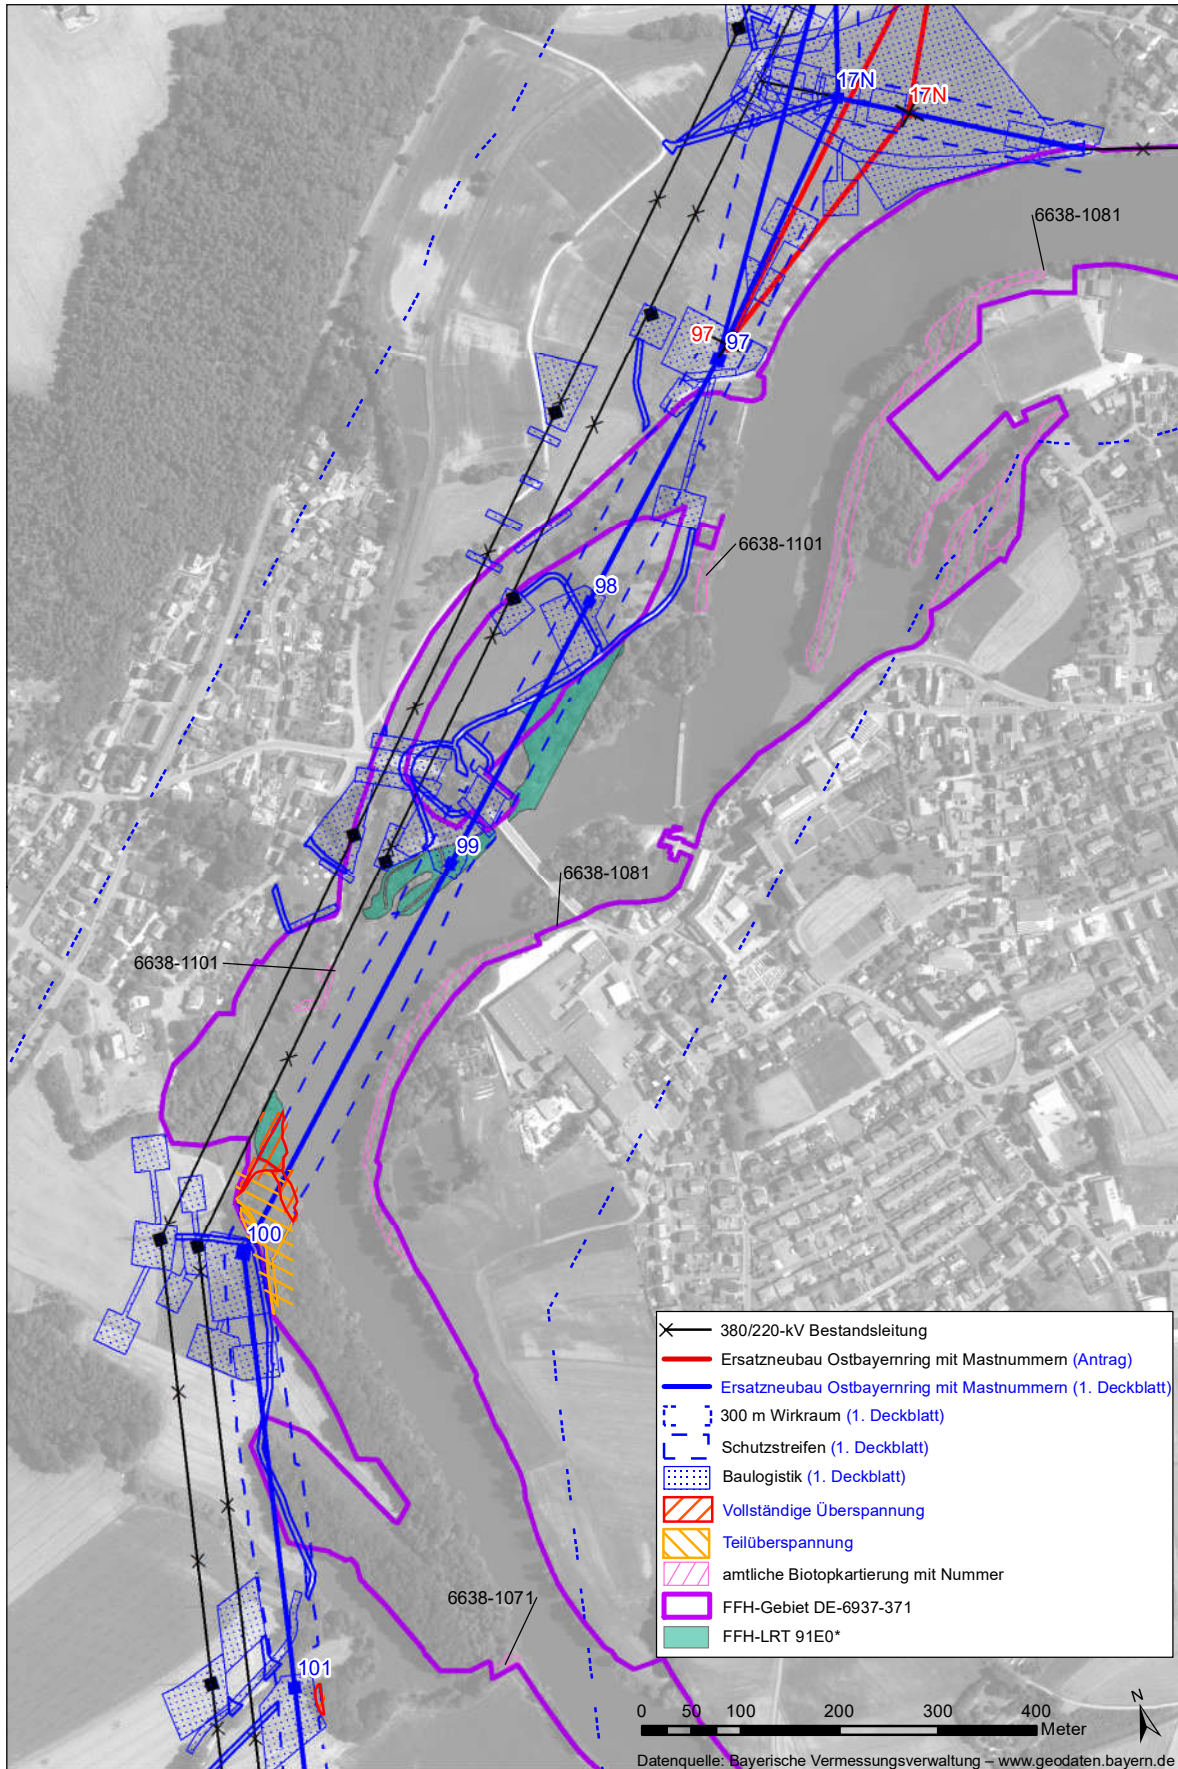 17N
17N
6638-1081
97
97
6638-1101
98
99
6638-1081
6638-1101
100
380/220-kV Bestandsleitung
Ersatzneubau Ostbayernring mit Mastnummern (Antrag)
Ersatzneubau Ostbayernring mit Mastnummern (1. Deckblatt)
300 m Wirkraum (1. Deckblatt)
Schutzstreifen (1. Deckblatt)
Baulogistik (1. Deckblatt)
Vollständige Überspannung
Teilüberspannung
amtliche Biotopkartierung mit Nummer
FFH-Gebiet DE-6937-371
FFH-LRT 91E0*
6638-1071
101
0 50 100 200 300 400
Meter
N
Datenquelle: Bayerische Vermessungsverwaltung – www.geodaten.bayern.de